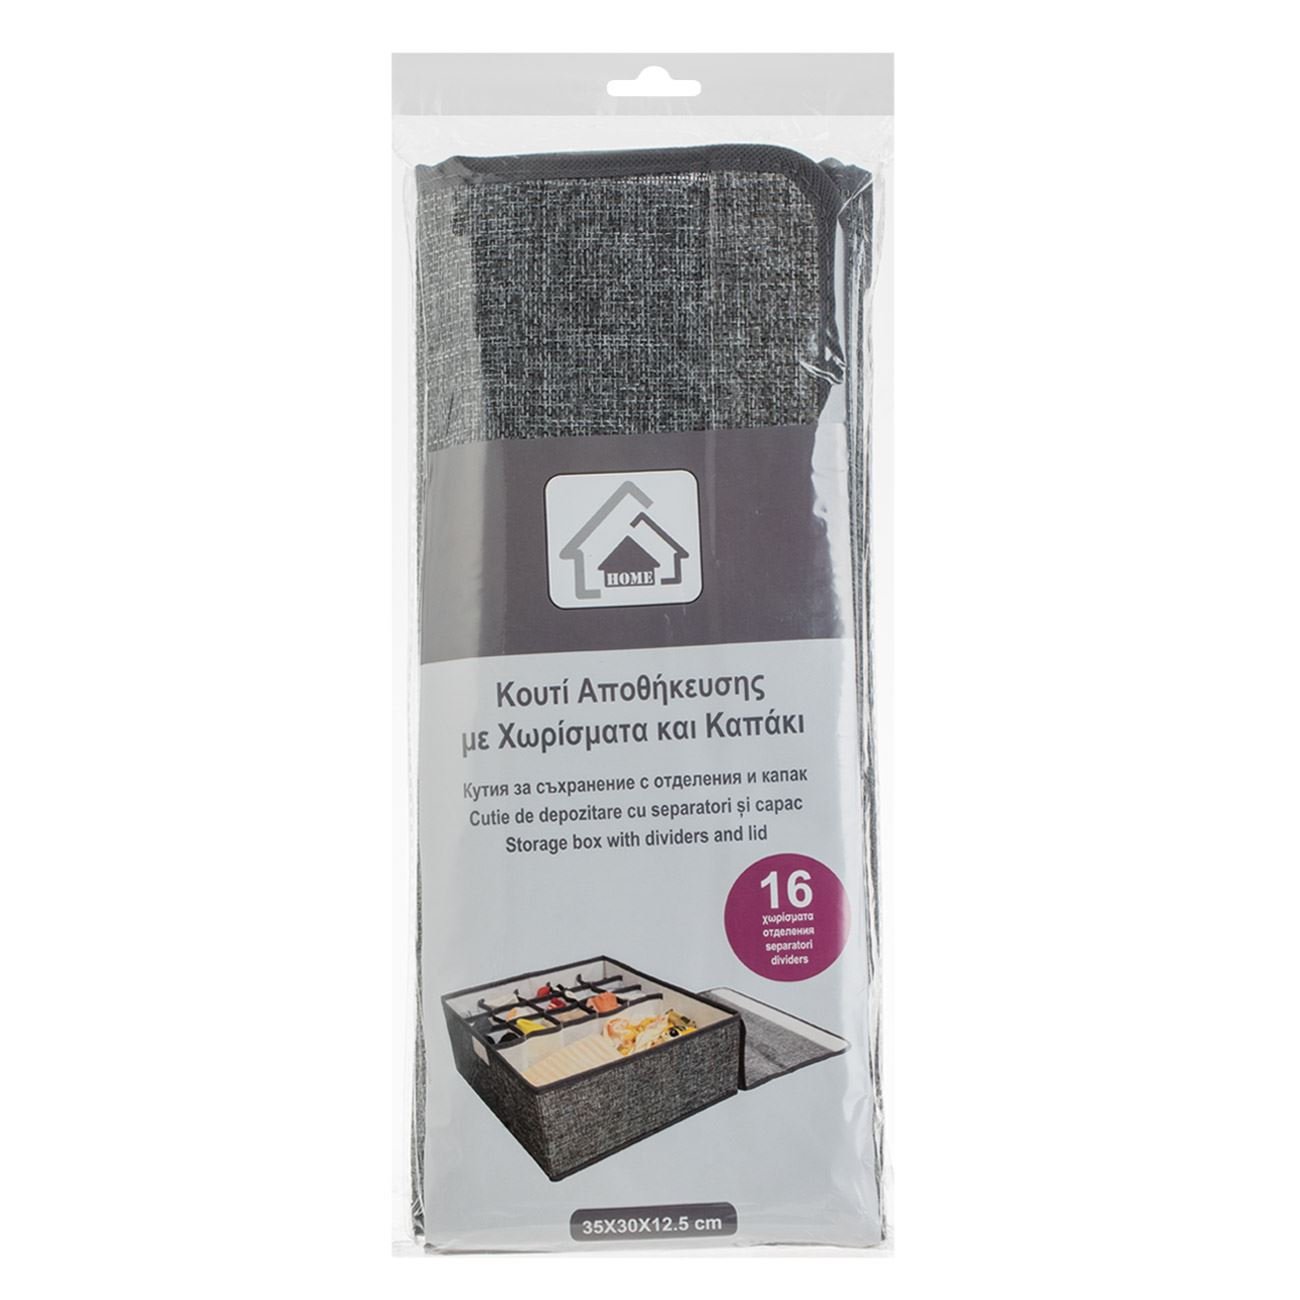 HOME
Κουτί Αποθήκευσης
με Χωρίσματα και Καπάκι
Кутия за съхранение с отделения и капак
Cutie de depozitare cu separatori și capac
Storage box with dividers and lid
16
χωρίσματα
отделения
separatori
dividers
35X30X12.5 cm